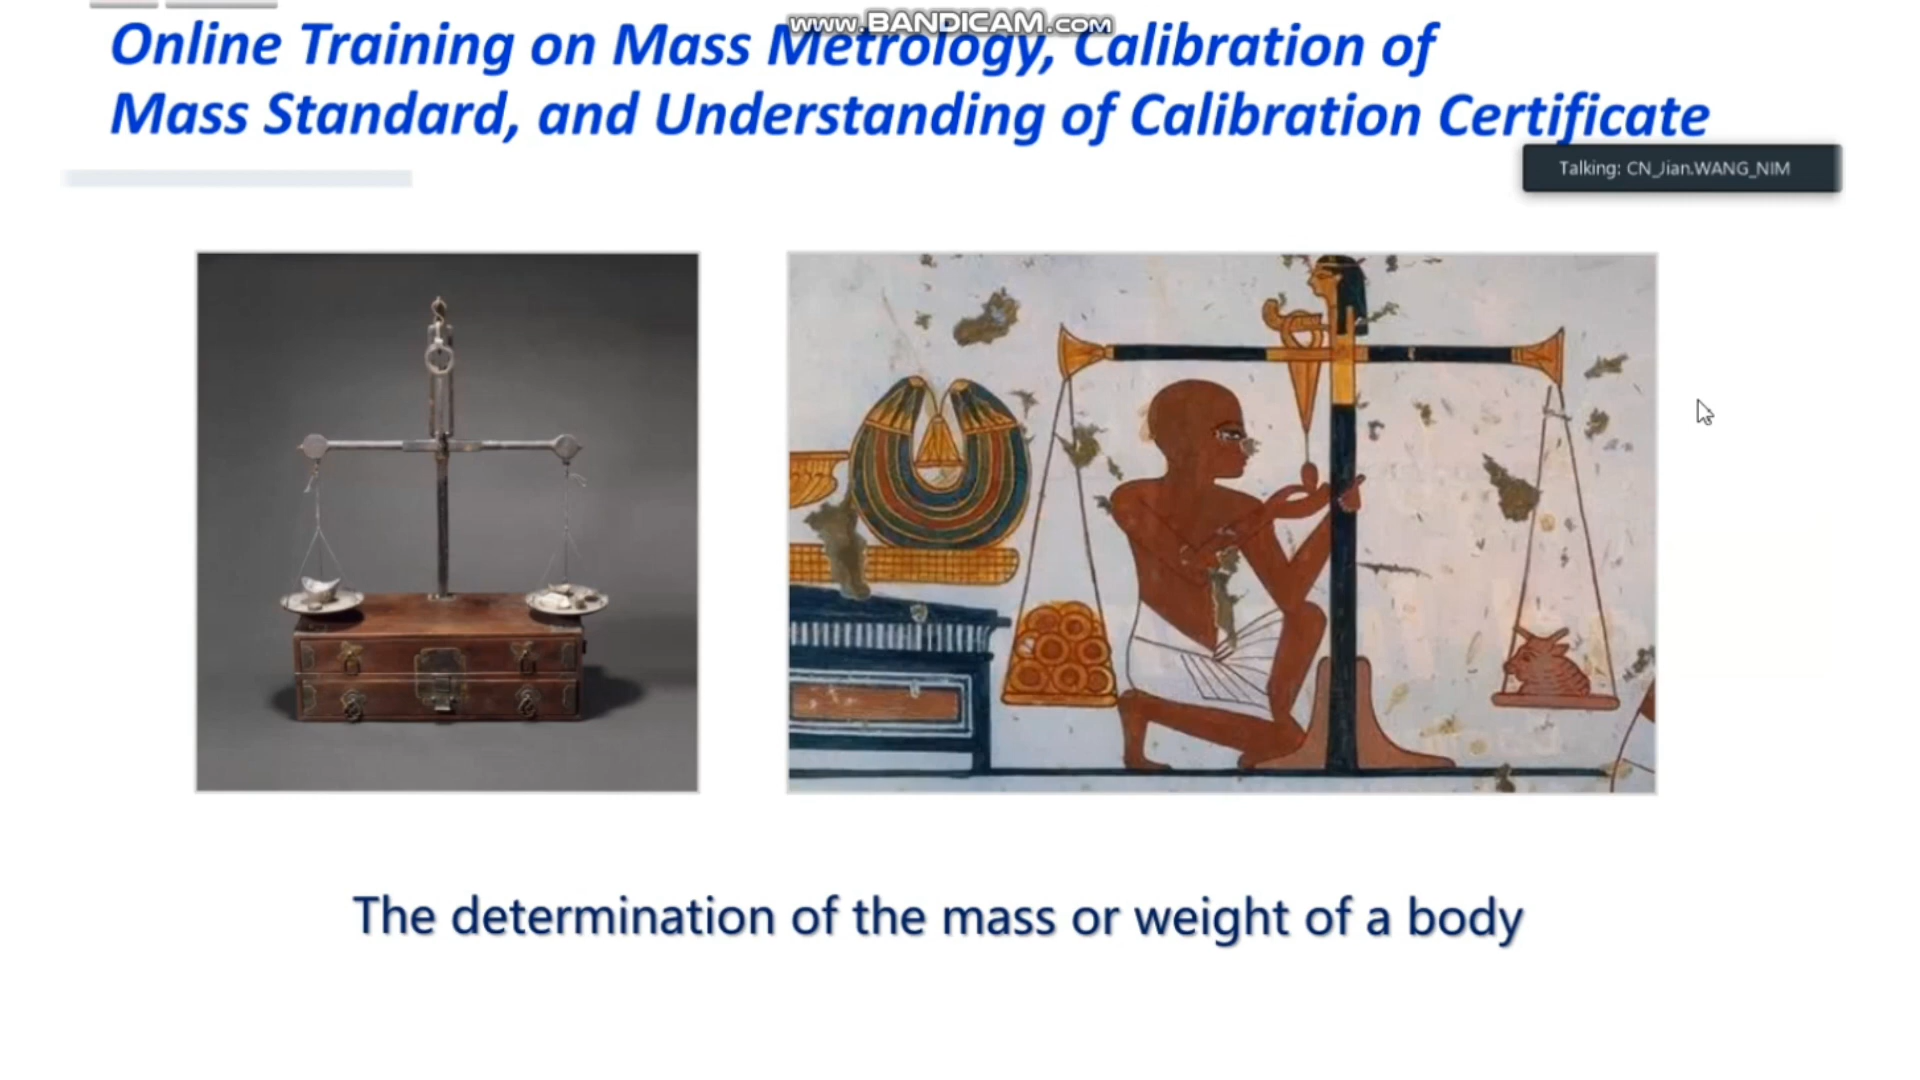 www.BANDICAM.com
Online Training on Mass Metrology, Calibration of
Mass Standard, and Understanding of Calibration Certificate
Talking: CN_Jian.WANG_NIM
The determination of the mass or weight of a body